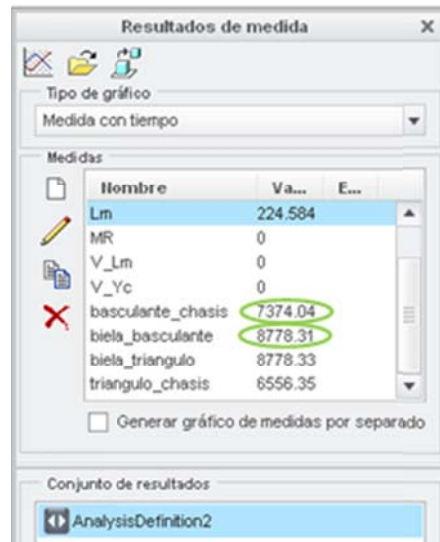 Resultados de medida
Tipo de gráfico
Medida con tiempo
Medidas
Nombre Va... E...
Lm 224.584
MR 0
V_Lm 0
V_Yc 0
basculante_chasis 7374.04
biela_basculante 8778.31
biela_triangulo 8778.33
triangulo_chasis 6556.35
Generar gráfico de medidas por separado
Conjunto de resultados
AnalysisDefinition2